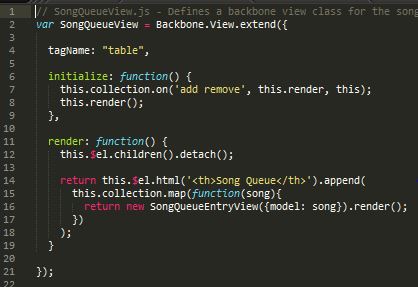 1 // SongQueueView.js - Defines a backbone view class for the song
2 var SongQueueView = Backbone.View.extend({
3
4 tagName: "table",
5
6 initialize: function() {
7 this.collection.on('add remove', this.render, this);
8 this.render();
9 },
10
11 render: function() {
12 this.$el.children().detach();
13
14 return this.$el.html('<th>Song Queue</th>').append(
15 this.collection.map(function(song){
16 return new SongQueueEntryView({model: song}).render();
17 })
18 );
19 }
20
21 });
22